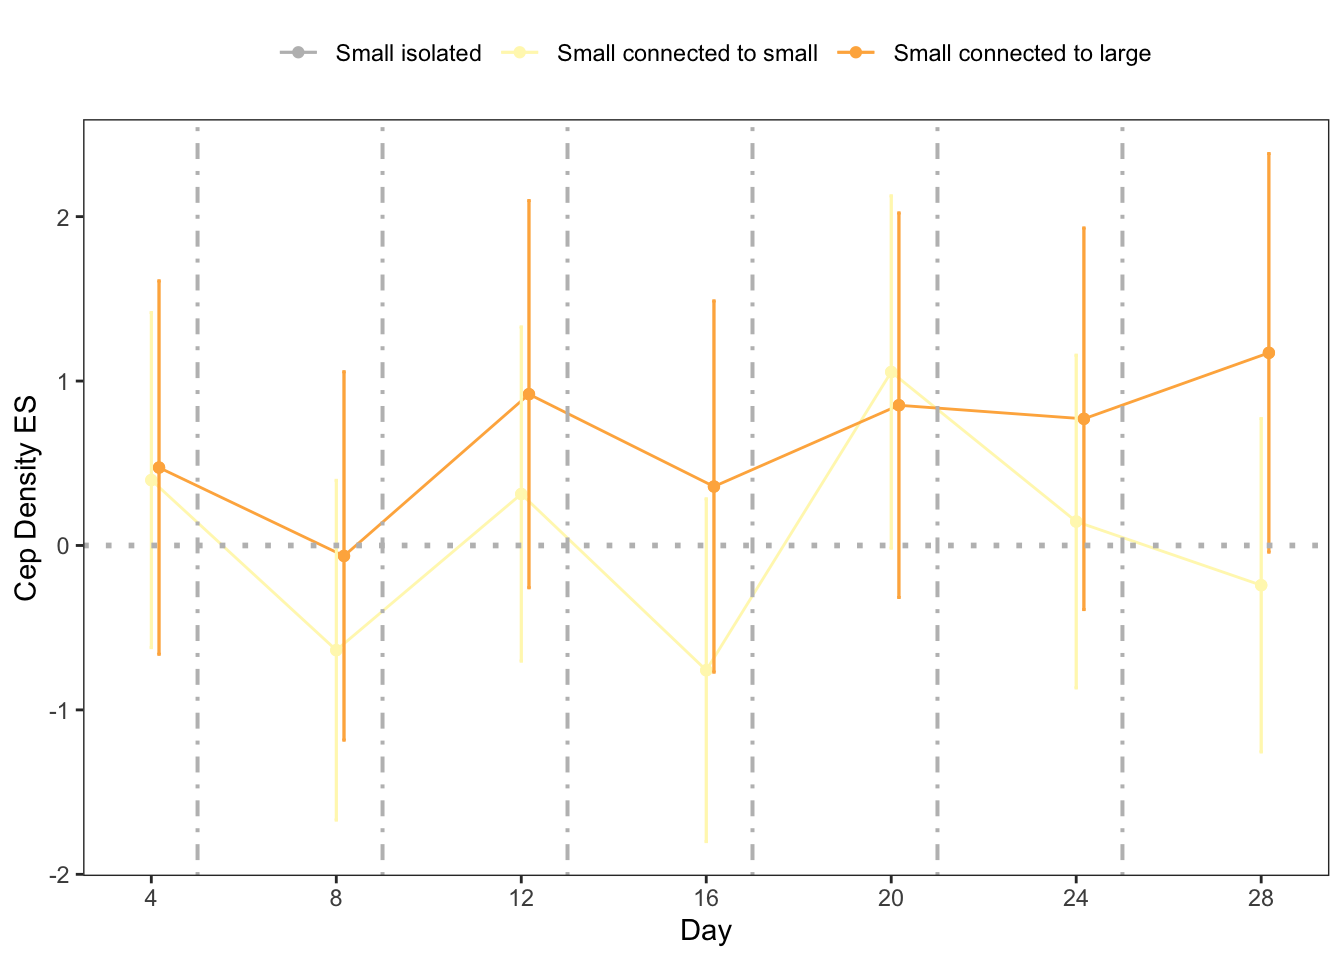 Small isolated Small connected to small Small connected to large
Cep Density ES
2
1
0
-1
-2
4 8 12 16 20 24 28
Day